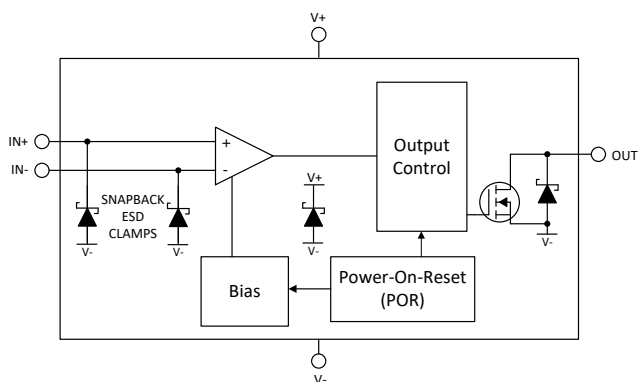 V+
IN+
IN-
+
-
SNAPBACK
ESD
CLAMPS
V-
V-
V+
V-
Output
Control
OUT
V-
Bias
Power-On-Reset
(POR)
V-